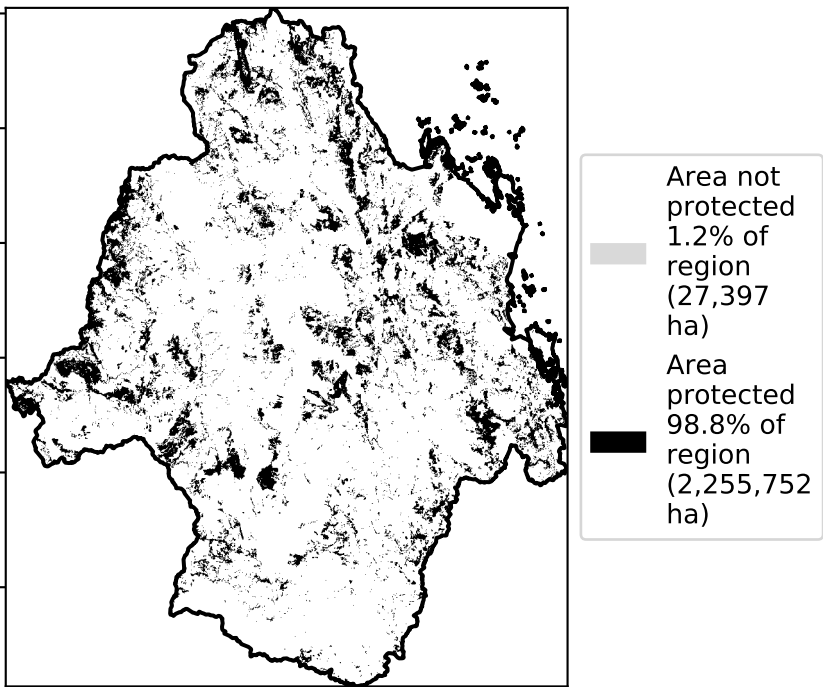 Area not
protected
1.2% of
region
(27,397
ha)
Area
protected
98.8% of
region
(2,255,752
ha)